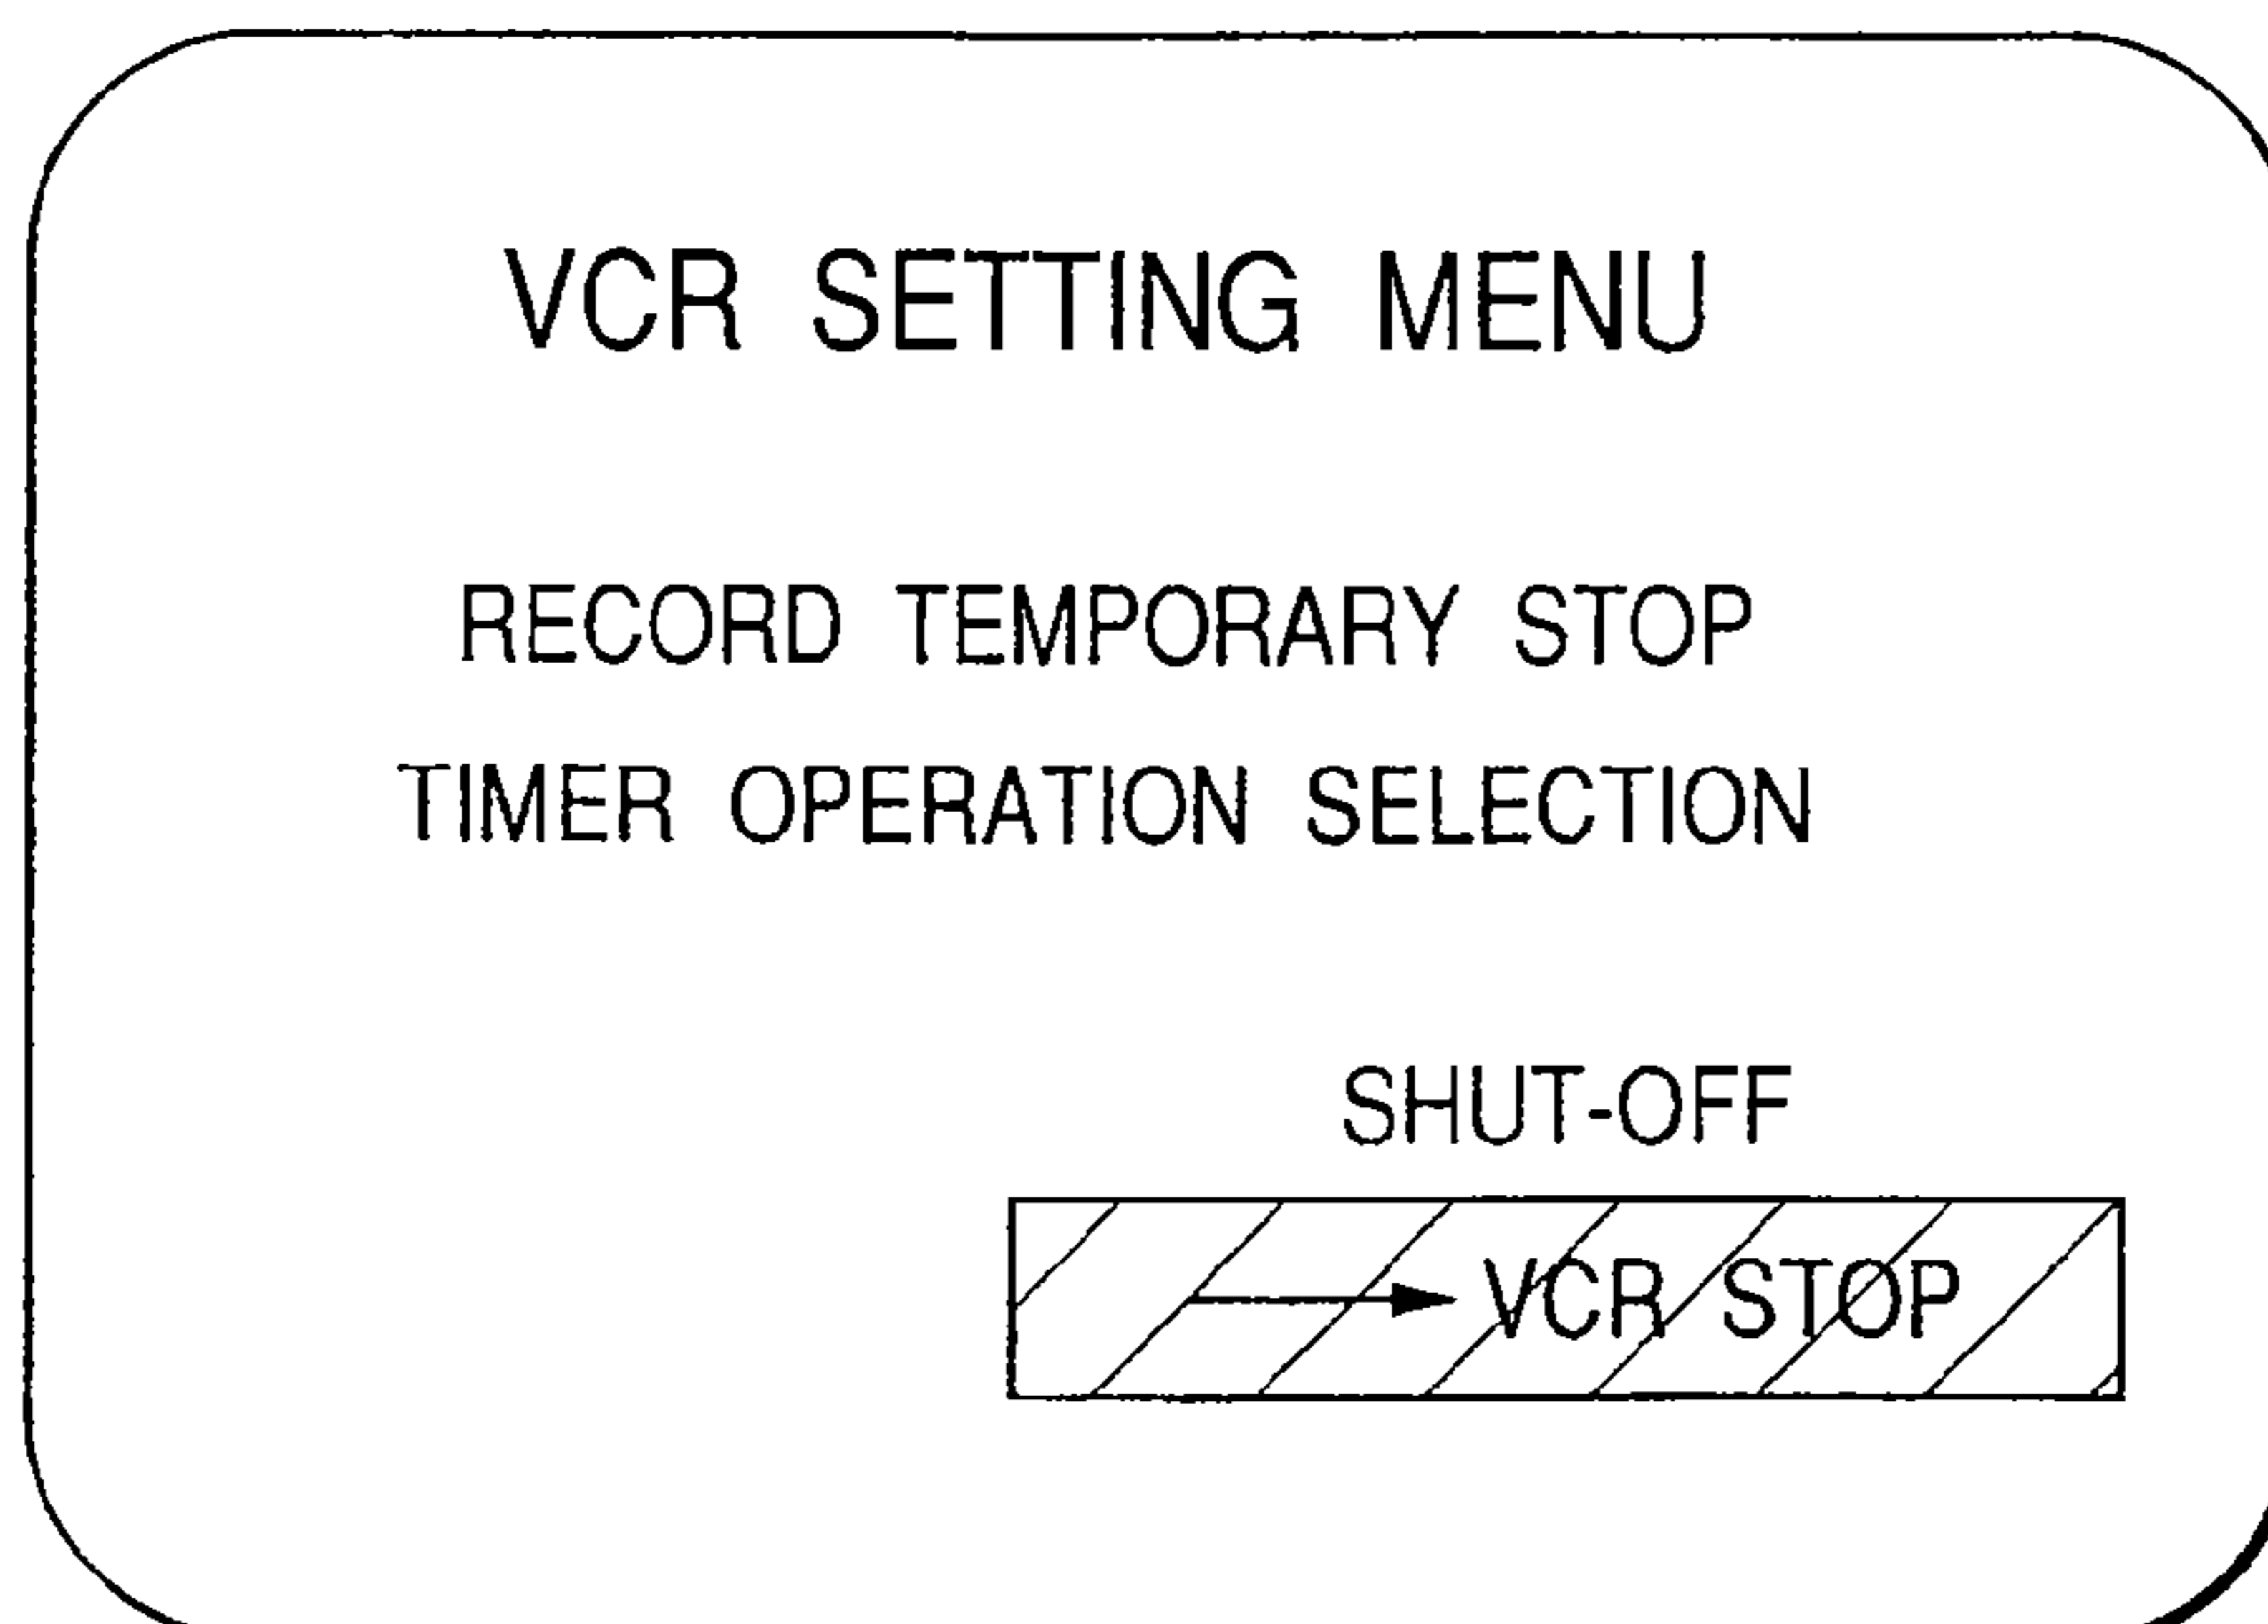 VCR SETTING MENU
RECORD TEMPORARY STOP
TIMER OPERATION SELECTION
SHUT-OFF
VCR STOP